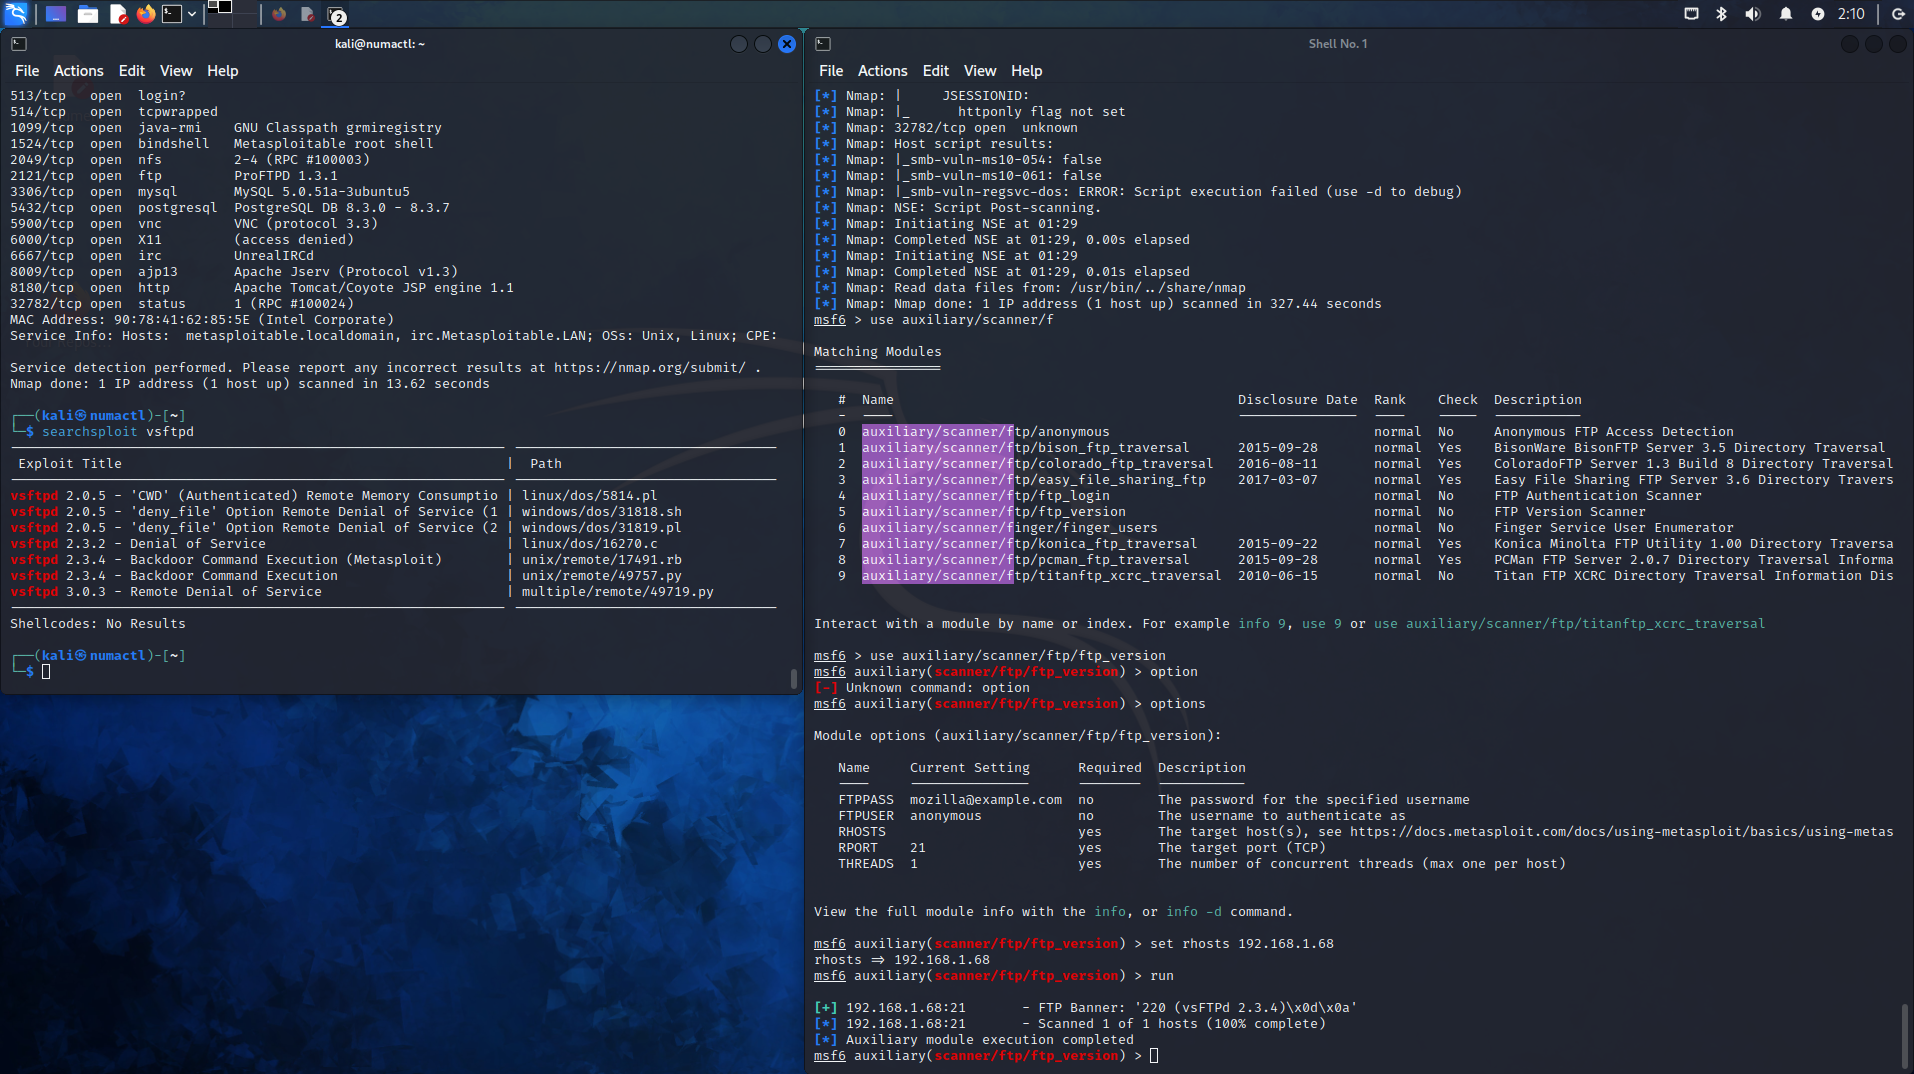 2
2:10
kali@numactl: ~
File Actions Edit View Help
513/tcp open login?
514/tcp open tcpwrapped
1099/tcp open java-rmi GNU Classpath grmiregistry
1524/tcp open bindshell Metasploitable root shell
2049/tcp open nfs 2-4 (RPC #100003)
2121/tcp open ftp ProFTPD 1.3.1
3306/tcp open mysql MySQL 5.0.51a-3ubuntu5
5432/tcp open postgresql PostgreSQL DB 8.3.0 - 8.3.7
5900/tcp open vnc VNC (protocol 3.3)
6000/tcp open X11 (access denied)
6667/tcp open irc UnrealIRCd
8009/tcp open ajp13 Apache Jserv (Protocol v1.3)
8180/tcp open http Apache Tomcat/Coyote JSP engine 1.1
32782/tcp open status 1 (RPC #100024)
MAC Address: 90:78:41:62:85:5E (Intel Corporate)
Service Info: Hosts: metasploitable.localdomain, irc.Metasploitable.LAN; OSs: Unix, Linux; CPE:
Service detection performed. Please report any incorrect results at https://nmap.org/submit/ .
Nmap done: 1 IP address (1 host up) scanned in 13.62 seconds
┌──(kali㉿numactl)-[~]
└─$ searchsploit vsftpd
Exploit Title | Path
vsftpd 2.0.5 - 'CWD' (Authenticated) Remote Memory Consumptio | linux/dos/5814.pl
vsftpd 2.0.5 - 'deny_file' Option Remote Denial of Service (1 | windows/dos/31818.sh
vsftpd 2.0.5 - 'deny_file' Option Remote Denial of Service (2 | windows/dos/31819.pl
vsftpd 2.3.2 - Denial of Service | linux/dos/16270.c
vsftpd 2.3.4 - Backdoor Command Execution (Metasploit) | unix/remote/17491.rb
vsftpd 2.3.4 - Backdoor Command Execution | unix/remote/49757.py
vsftpd 3.0.3 - Remote Denial of Service | multiple/remote/49719.py
Shellcodes: No Results
┌──(kali㉿numactl)-[~]
└─$
Shell No. 1
File Actions Edit View Help
[*] Nmap: | JSESSIONID:
[*] Nmap: |_ httponly flag not set
[*] Nmap: 32782/tcp open unknown
[*] Nmap: Host script results:
[*] Nmap: |_smb-vuln-ms10-054: false
[*] Nmap: |_smb-vuln-ms10-061: false
[*] Nmap: |_smb-vuln-regsvc-dos: ERROR: Script execution failed (use -d to debug)
[*] Nmap: NSE: Script Post-scanning.
[*] Nmap: Initiating NSE at 01:29
[*] Nmap: Completed NSE at 01:29, 0.00s elapsed
[*] Nmap: Initiating NSE at 01:29
[*] Nmap: Completed NSE at 01:29, 0.01s elapsed
[*] Nmap: Read data files from: /usr/bin/../share/nmap
[*] Nmap: Nmap done: 1 IP address (1 host up) scanned in 327.44 seconds
msf6 > use auxiliary/scanner/f
Matching Modules
================
# Name Disclosure Date Rank Check Description
- ---- --------------- ---- ----- -----------
0 auxiliary/scanner/ftp/anonymous normal No Anonymous FTP Access Detection
1 auxiliary/scanner/ftp/bison_ftp_traversal 2015-09-28 normal Yes BisonWare BisonFTP Server 3.5 Directory Traversal
2 auxiliary/scanner/ftp/colorado_ftp_traversal 2016-08-11 normal Yes ColoradoFTP Server 1.3 Build 8 Directory Traversal
3 auxiliary/scanner/ftp/easy_file_sharing_ftp 2017-03-07 normal Yes Easy File Sharing FTP Server 3.6 Directory Travers
4 auxiliary/scanner/ftp/ftp_login normal No FTP Authentication Scanner
5 auxiliary/scanner/ftp/ftp_version normal No FTP Version Scanner
6 auxiliary/scanner/finger/finger_users normal No Finger Service User Enumerator
7 auxiliary/scanner/ftp/konica_ftp_traversal 2015-09-22 normal Yes Konica Minolta FTP Utility 1.00 Directory Traversa
8 auxiliary/scanner/ftp/pcman_ftp_traversal 2015-09-28 normal Yes PCMan FTP Server 2.0.7 Directory Traversal Informa
9 auxiliary/scanner/ftp/titanftp_xcrc_traversal 2010-06-15 normal No Titan FTP XCRC Directory Traversal Information Dis
Interact with a module by name or index. For example info 9, use 9 or use auxiliary/scanner/ftp/titanftp_xcrc_traversal
msf6 > use auxiliary/scanner/ftp/ftp_version
msf6 auxiliary(scanner/ftp/ftp_version) > option
[-] Unknown command: option
msf6 auxiliary(scanner/ftp/ftp_version) > options
Module options (auxiliary/scanner/ftp/ftp_version):
Name Current Setting Required Description
---- --------------- -------- -----------
FTPPASS mozilla@example.com no The password for the specified username
FTPUSER anonymous no The username to authenticate as
RHOSTS yes The target host(s), see https://docs.metasploit.com/docs/using-metasploit/basics/using-metas
RPORT 21 yes The target port (TCP)
THREADS 1 yes The number of concurrent threads (max one per host)
View the full module info with the info, or info -d command.
msf6 auxiliary(scanner/ftp/ftp_version) > set rhosts 192.168.1.68
rhosts => 192.168.1.68
msf6 auxiliary(scanner/ftp/ftp_version) > run
[+] 192.168.1.68:21 - FTP Banner: '220 (vsFTPd 2.3.4)\x0d\x0a'
[*] 192.168.1.68:21 - Scanned 1 of 1 hosts (100% complete)
[*] Auxiliary module execution completed
msf6 auxiliary(scanner/ftp/ftp_version) >